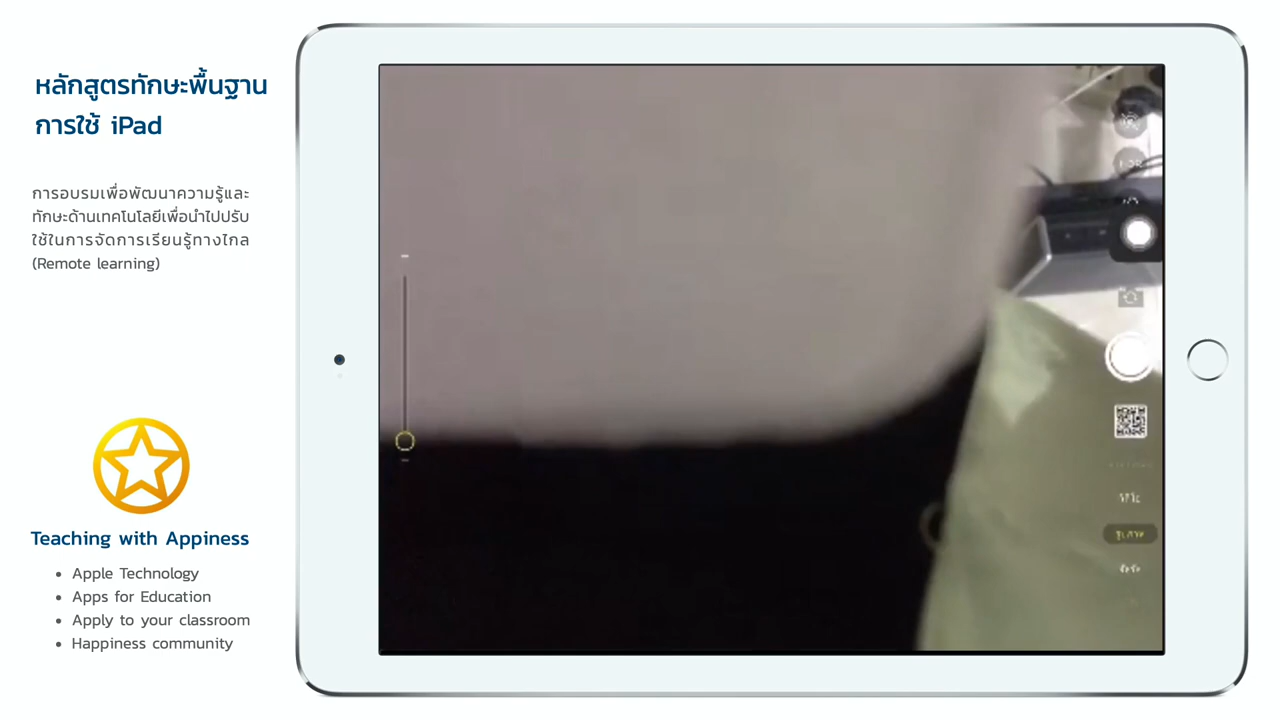 หลักสูตรทักษะพื้นฐาน
การใช้ iPad
การอบรมเพื่อพัฒนาความรู้และ
ทักษะด้านเทคโนโลยีเพื่อนำไปปรับ
ใช้ในการจัดการเรียนรู้ทางไกล
(Remote learning)
Teaching with Appiness
Apple Technology
Apps for Education
Apply to your classroom
Happiness community